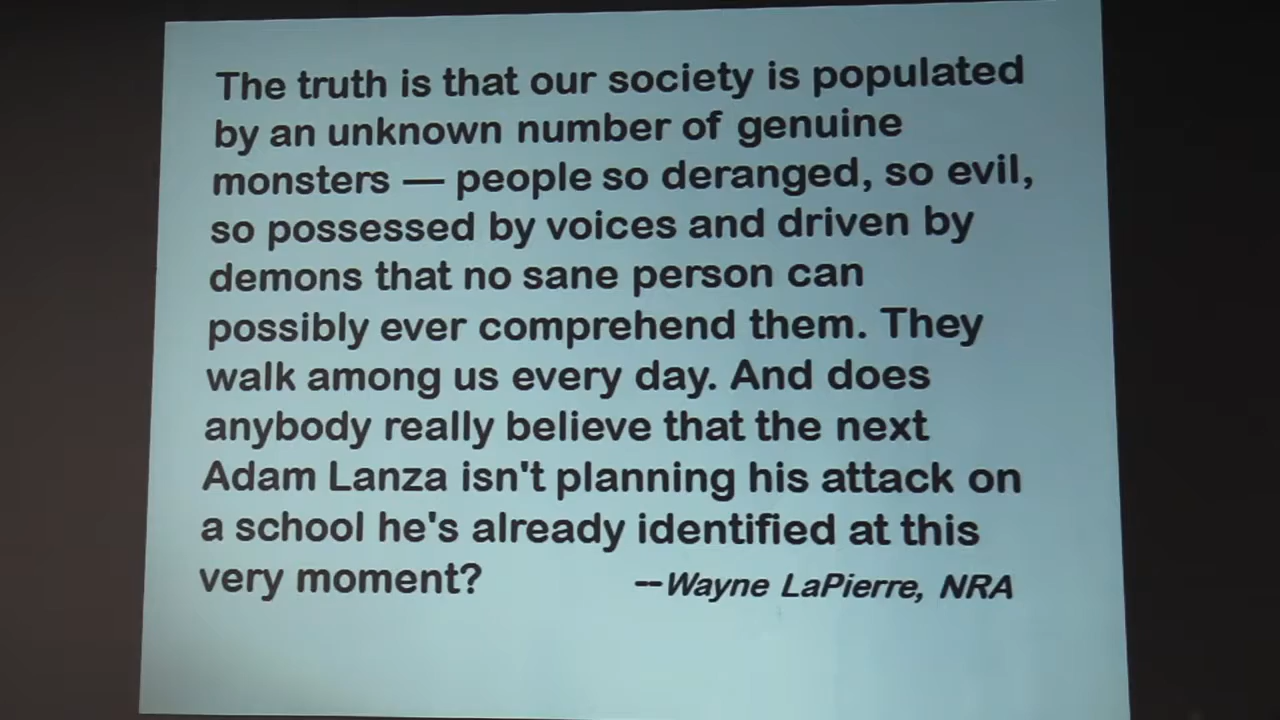 The truth is that our society is populated
by an unknown number of genuine
monsters — people so deranged, so evil,
so possessed by voices and driven by
demons that no sane person can
possibly ever comprehend them. They
walk among us every day. And does
anybody really believe that the next
Adam Lanza isn't planning his attack on
a school he's already identified at this
very moment? --Wayne LaPierre, NRA